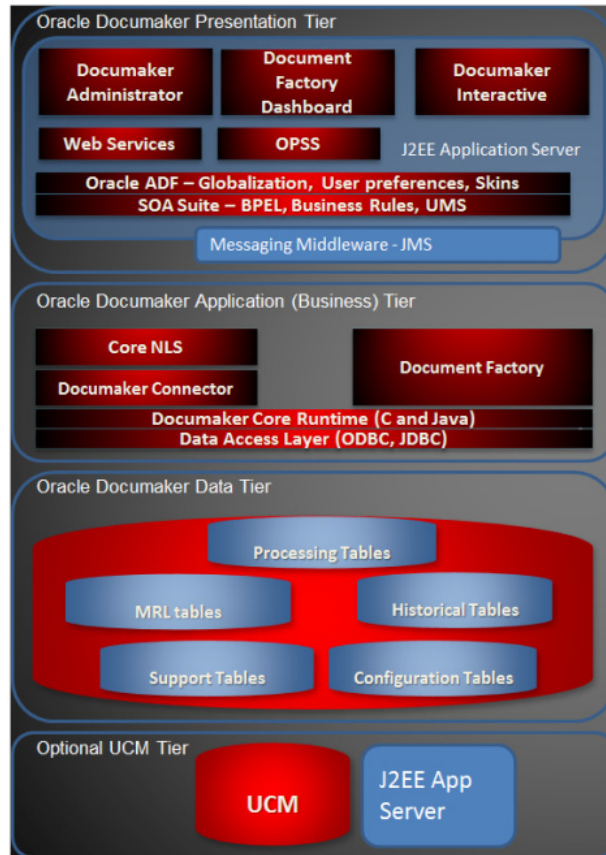 Oracle Documaker Presentation Tier
Documaker
Administrator
Document
Factory
Dashboard
Documaker
Interactive
Web Services
OPSS
J2EE Application Server
Oracle ADF – Globalization, User preferences, Skins
SOA Suite – BPEL, Business Rules, UMS
Messaging Middleware - JMS
Oracle Documaker Application (Business) Tier
Core NLS
Documaker Connector
Document Factory
Documaker Core Runtime (C and Java)
Data Access Layer (ODBC, JDBC)
Oracle Documaker Data Tier
Processing Tables
MRL tables
Historical Tables
Support Tables
Configuration Tables
Optional UCM Tier
UCM
J2EE App
Server